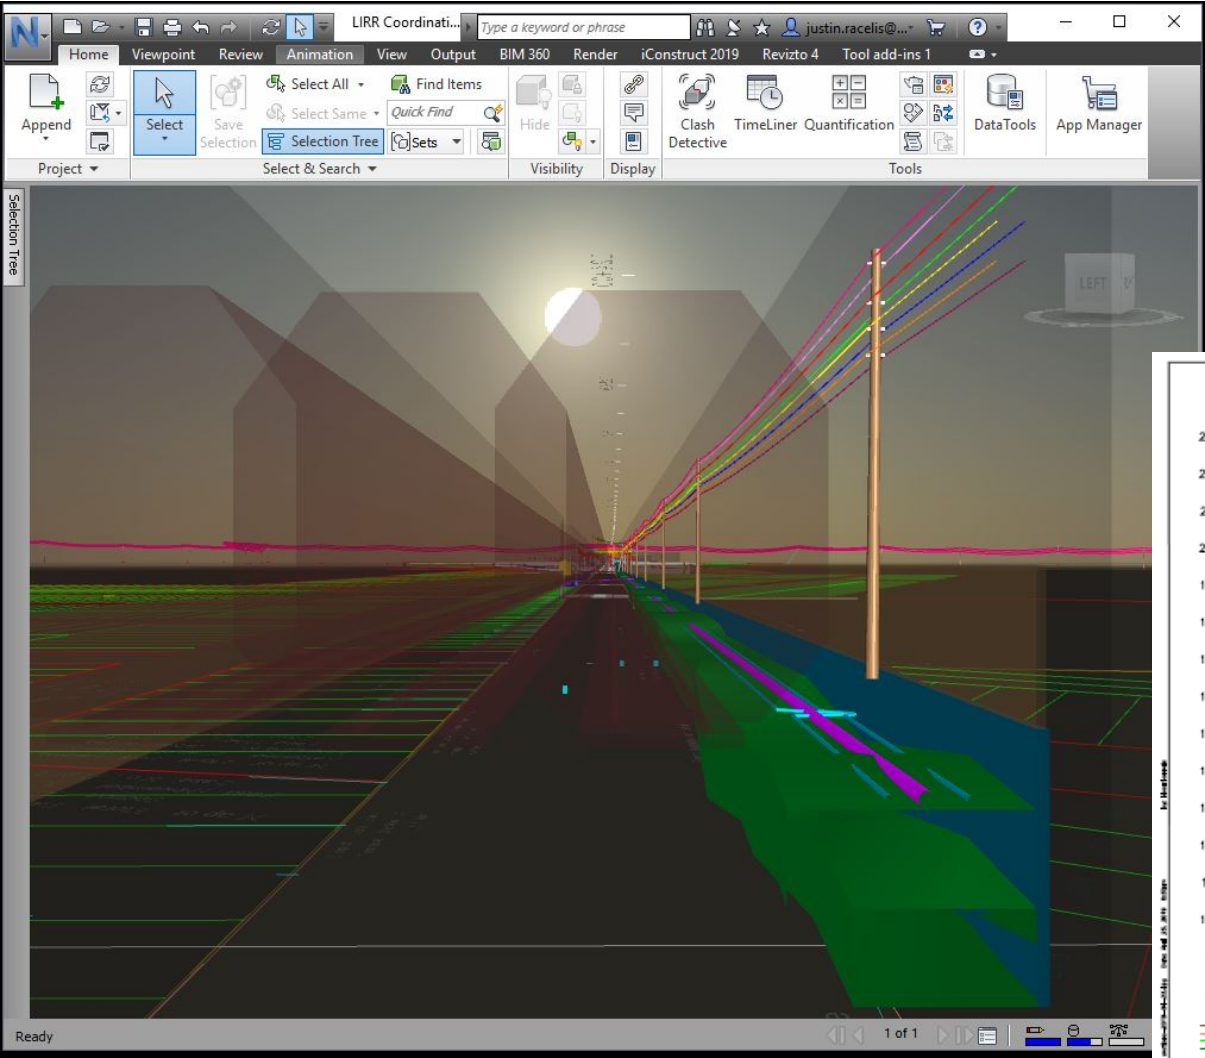 LIRR Coordinati... Type a keyword or phrase justin.racelis@...
Home Viewpoint Review Animation View Output BIM 360 Render iConstruct 2019 Revizto 4 Tool add-ins 1
Select All Find Items
Append Select Save Selection Select Same Quick Find Hide Clash Detective TimeLiner Quantification DataTools App Manager
Selection Tree Sets
Project Select & Search Visibility Display Tools
Selection Tree
LEFT
Ready 1 of 1